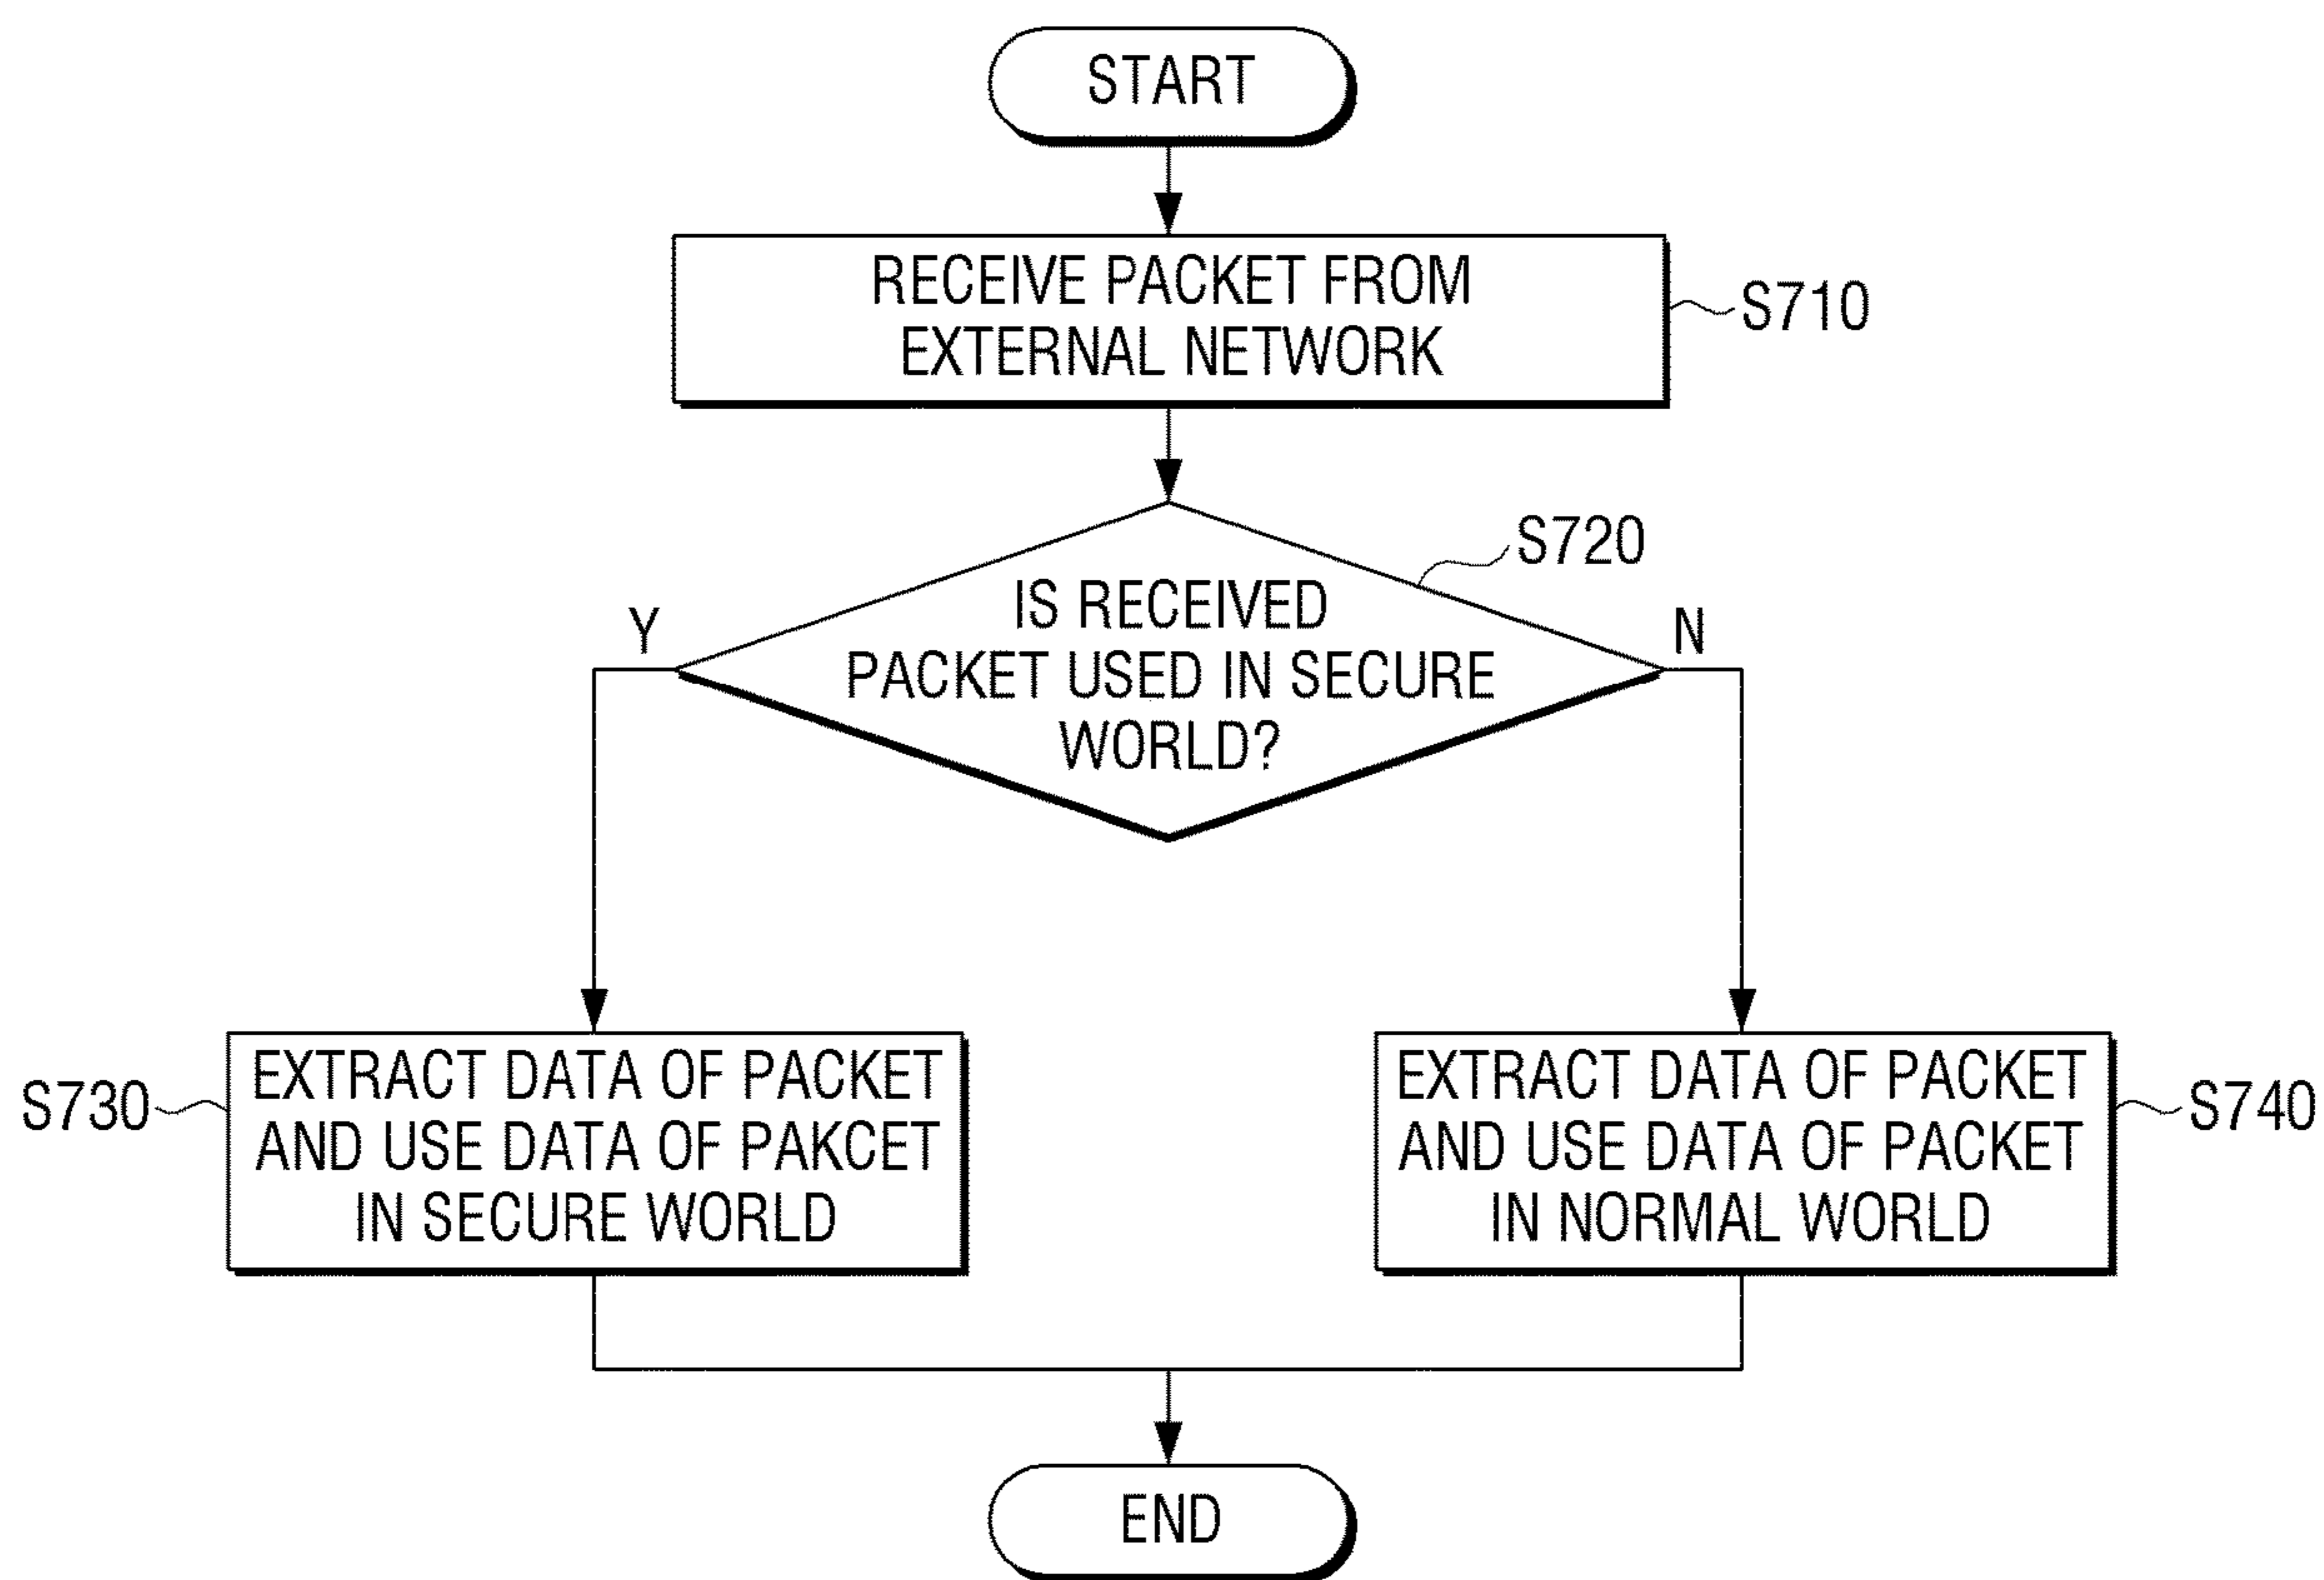 START
RECEIVE PACKET FROM
EXTERNAL NETWORK
S710
S720
IS RECEIVED
PACKET USED IN SECURE
WORLD?
Y
N
EXTRACT DATA OF PACKET
AND USE DATA OF PAKCET
IN SECURE WORLD
S730
EXTRACT DATA OF PACKET
AND USE DATA OF PACKET
IN NORMAL WORLD
S740
END